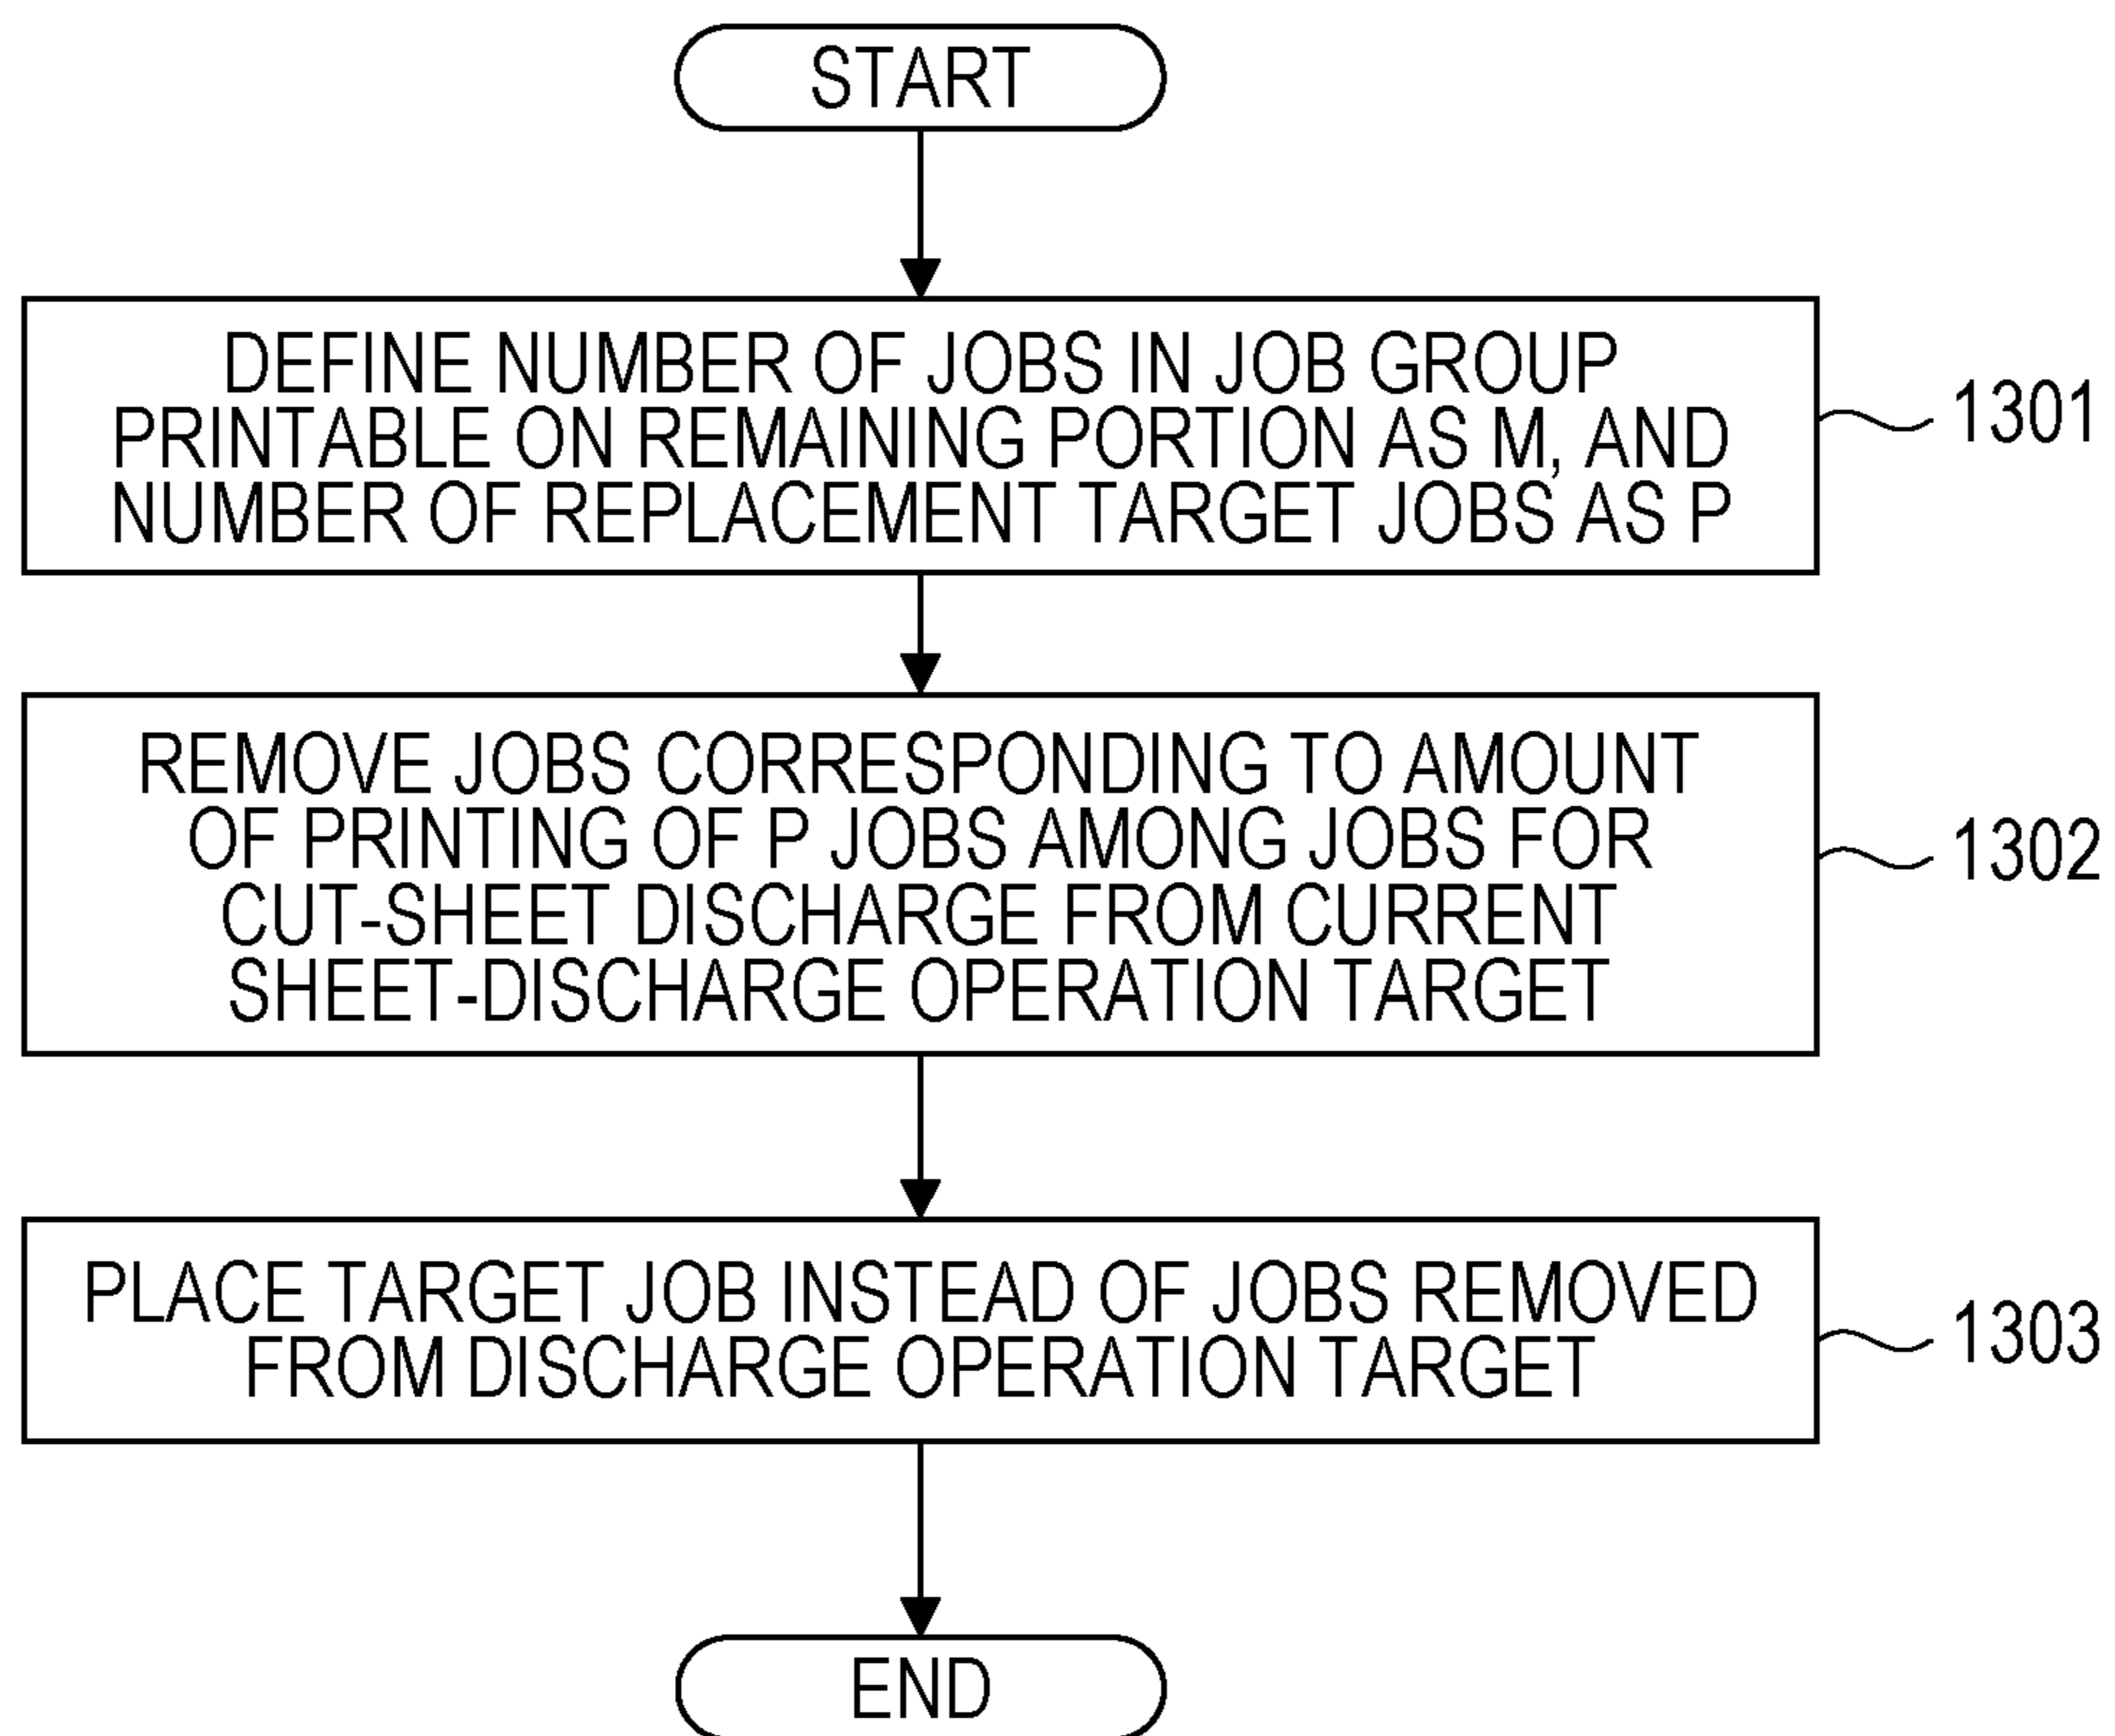 START
DEFINE NUMBER OF JOBS IN JOB GROUP
PRINTABLE ON REMAINING PORTION AS M, AND
NUMBER OF REPLACEMENT TARGET JOBS AS P
1301
REMOVE JOBS CORRESPONDING TO AMOUNT
OF PRINTING OF P JOBS AMONG JOBS FOR
CUT-SHEET DISCHARGE FROM CURRENT
SHEET-DISCHARGE OPERATION TARGET
1302
PLACE TARGET JOB INSTEAD OF JOBS REMOVED
FROM DISCHARGE OPERATION TARGET
1303
END